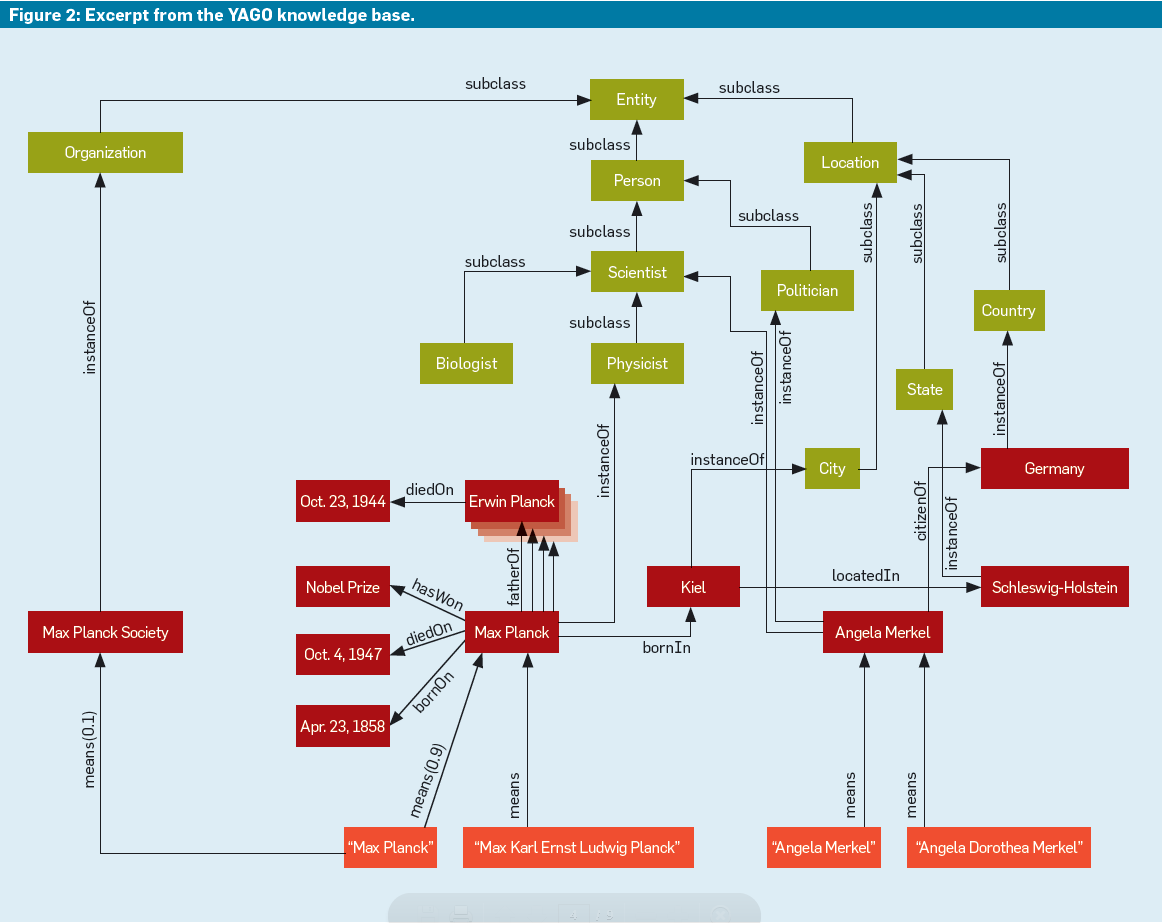 Figure 2: Excerpt from the YAGO knowledge base.
subclass
subclass
Entity
Organization
subclass
Location
Person
subclass
subclass
subclass
subclass
subclass
subclass
Scientist
Politician
Country
instanceOf
subclass
Biologist
Physicist
instanceOf
instanceOf
State
instanceOf
instanceOf
instanceOf
City
Germany
Oct. 23, 1944
diedOn
Erwin Planck
citizenOf
instanceOf
Nobel Prize
hasWon
fatherOf
Kiel
locatedIn
Schleswig-Holstein
Max Planck Society
diedOn
Max Planck
Angela Merkel
Oct. 4, 1947
bornIn
bornOn
Apr. 23, 1858
means(0.1)
means(0.9)
means
means
means
“Max Planck”
“Max Karl Ernst Ludwig Planck”
“Angela Merkel”
“Angela Dorothea Merkel”